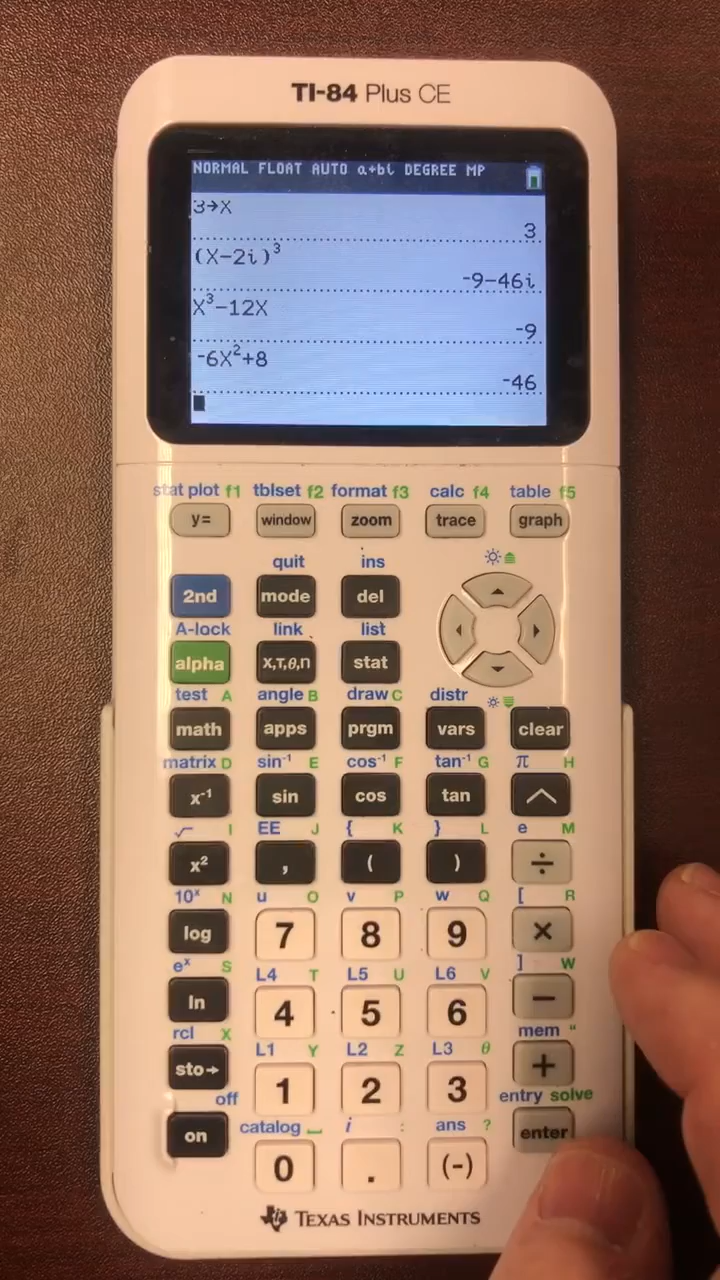 TI-84 Plus CE
NORMAL FLOAT AUTO a+bi DEGREE MP
3→X
3
(X-2i)³
-9-46i
X³-12X
-9
-6X²+8
-46
stat plot f1 tblset f2 format f3 calc f4 table f5
y= window zoom trace graph
quit ins
2nd mode del
A-lock link list
alpha X,T,θ,n stat
test A angle B draw C distr
math apps prgm vars clear
matrix D sin⁻¹ E cos⁻¹ F tan⁻¹ G π H
x⁻¹ sin cos tan ^
√ I EE J { K } L e M
x² , ( ) ÷
10ˣ N u O v P w Q [ R
log 7 8 9 ×
eˣ S L4 T L5 U L6 V ] W
ln 4 5 6 −
rcl X L1 Y L2 Z L3 θ mem "
sto→ 1 2 3 +
off catalog ⎵ i : ans ? entry solve
on 0 . (-) enter
TEXAS INSTRUMENTS